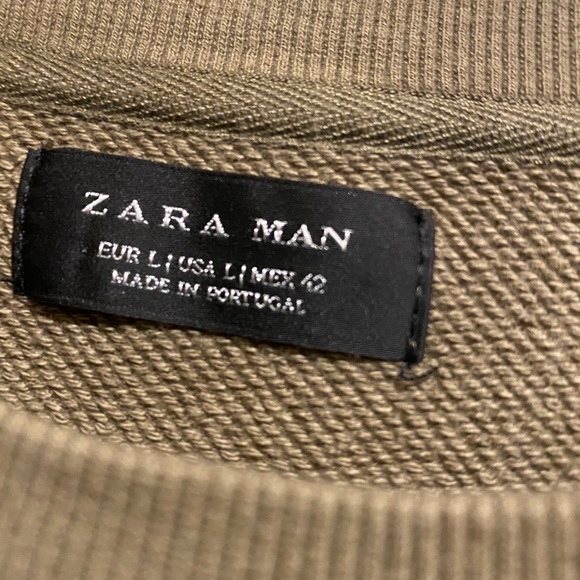 ZARA MAN
EUR L | USA L | MEX 42
MADE IN PORTUGAL